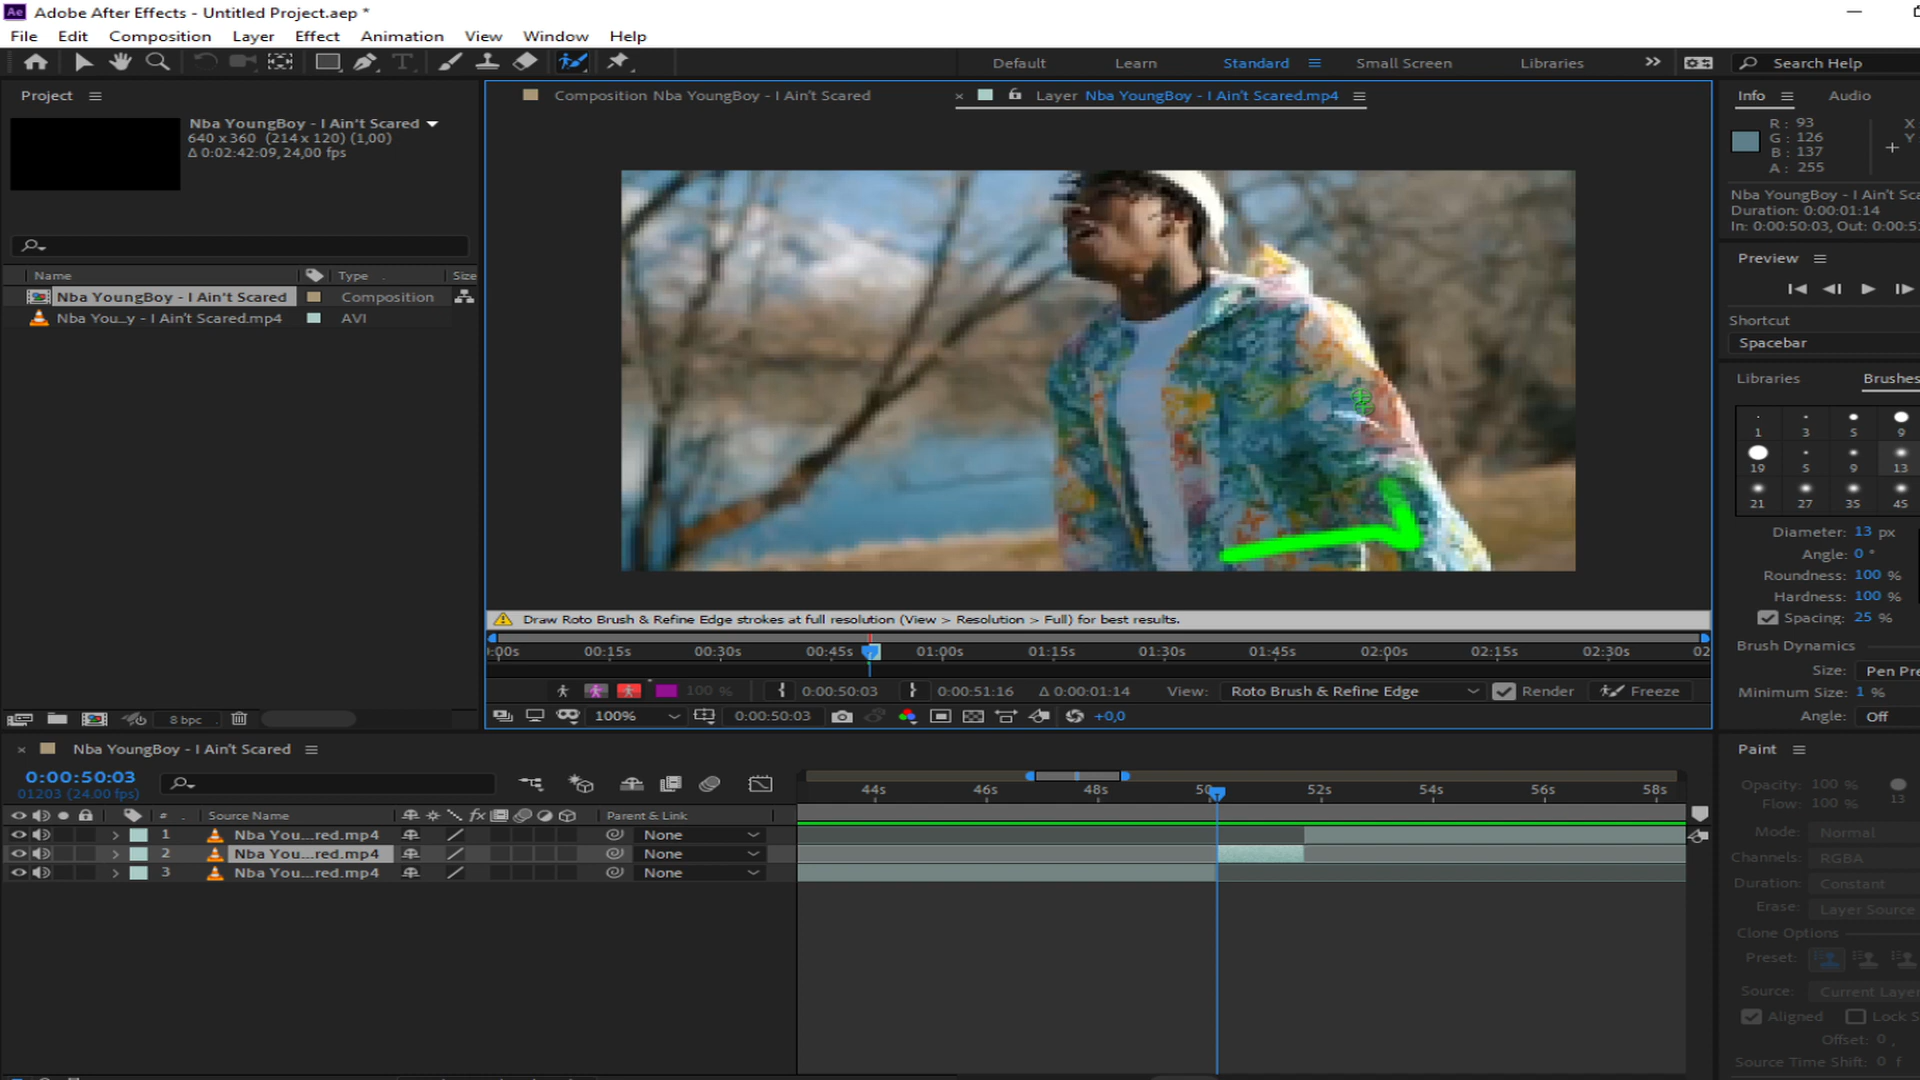 Ae Adobe After Effects - Untitled Project.aep *
File Edit Composition Layer Effect Animation View Window Help
Default Learn Standard Small Screen Libraries Search Help
Project
Nba YoungBoy - I Ain't Scared
640 x 360 (214 x 120) (1,00)
Δ 0:02:42:09, 24,00 fps
Name Type Size
Nba YoungBoy - I Ain't Scared Composition
Nba You...y - I Ain't Scared.mp4 AVI
8 bpc
Composition Nba YoungBoy - I Ain't Scared
Layer Nba YoungBoy - I Ain't Scared.mp4
Draw Roto Brush & Refine Edge strokes at full resolution (View > Resolution > Full) for best results.
:00s 00:15s 00:30s 00:45s 01:00s 01:15s 01:30s 01:45s 02:00s 02:15s 02:30s 02
100 % 0:00:50:03 0:00:51:16 Δ 0:00:01:14 View: Roto Brush & Refine Edge Render Freeze
100% 0:00:50:03 +0,0
Info Audio
R : 93
G : 126
B : 137
A : 255
X
Y
Nba YoungBoy - I Ain't Sca
Duration: 0:00:01:14
In: 0:00:50:03, Out: 0:00:5
Preview
Shortcut
Spacebar
Libraries Brushes
1 3 5 9
19 5 9 13
21 27 35 45
Diameter: 13 px
Angle: 0 °
Roundness: 100 %
Hardness: 100 %
Spacing: 25 %
Brush Dynamics
Size: Pen Pre
Minimum Size: 1 %
Angle: Off
Paint
Opacity: 100 %
Flow: 100 % 13
Mode: Normal
Channels: RGBA
Duration: Constant
Erase: Layer Source
Clone Options
Preset:
Source: Current Layer
Aligned Lock S
Offset: 0 ,
Source Time Shift: 0 f
Nba YoungBoy - I Ain't Scared
0:00:50:03
01203 (24.00 fps)
44s 46s 48s 50 52s 54s 56s 58s
# Source Name fx Parent & Link
1 Nba You...red.mp4 None
2 Nba You...red.mp4 None
3 Nba You...red.mp4 None